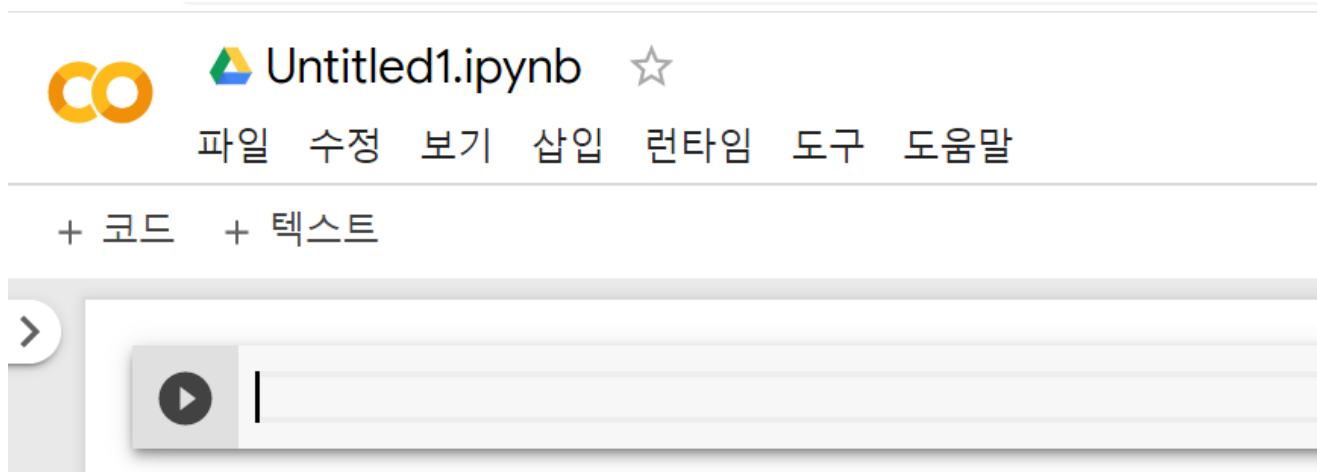 Untitled1.ipynb
파일 수정 보기 삽입 런타임 도구 도움말
+ 코드 + 텍스트